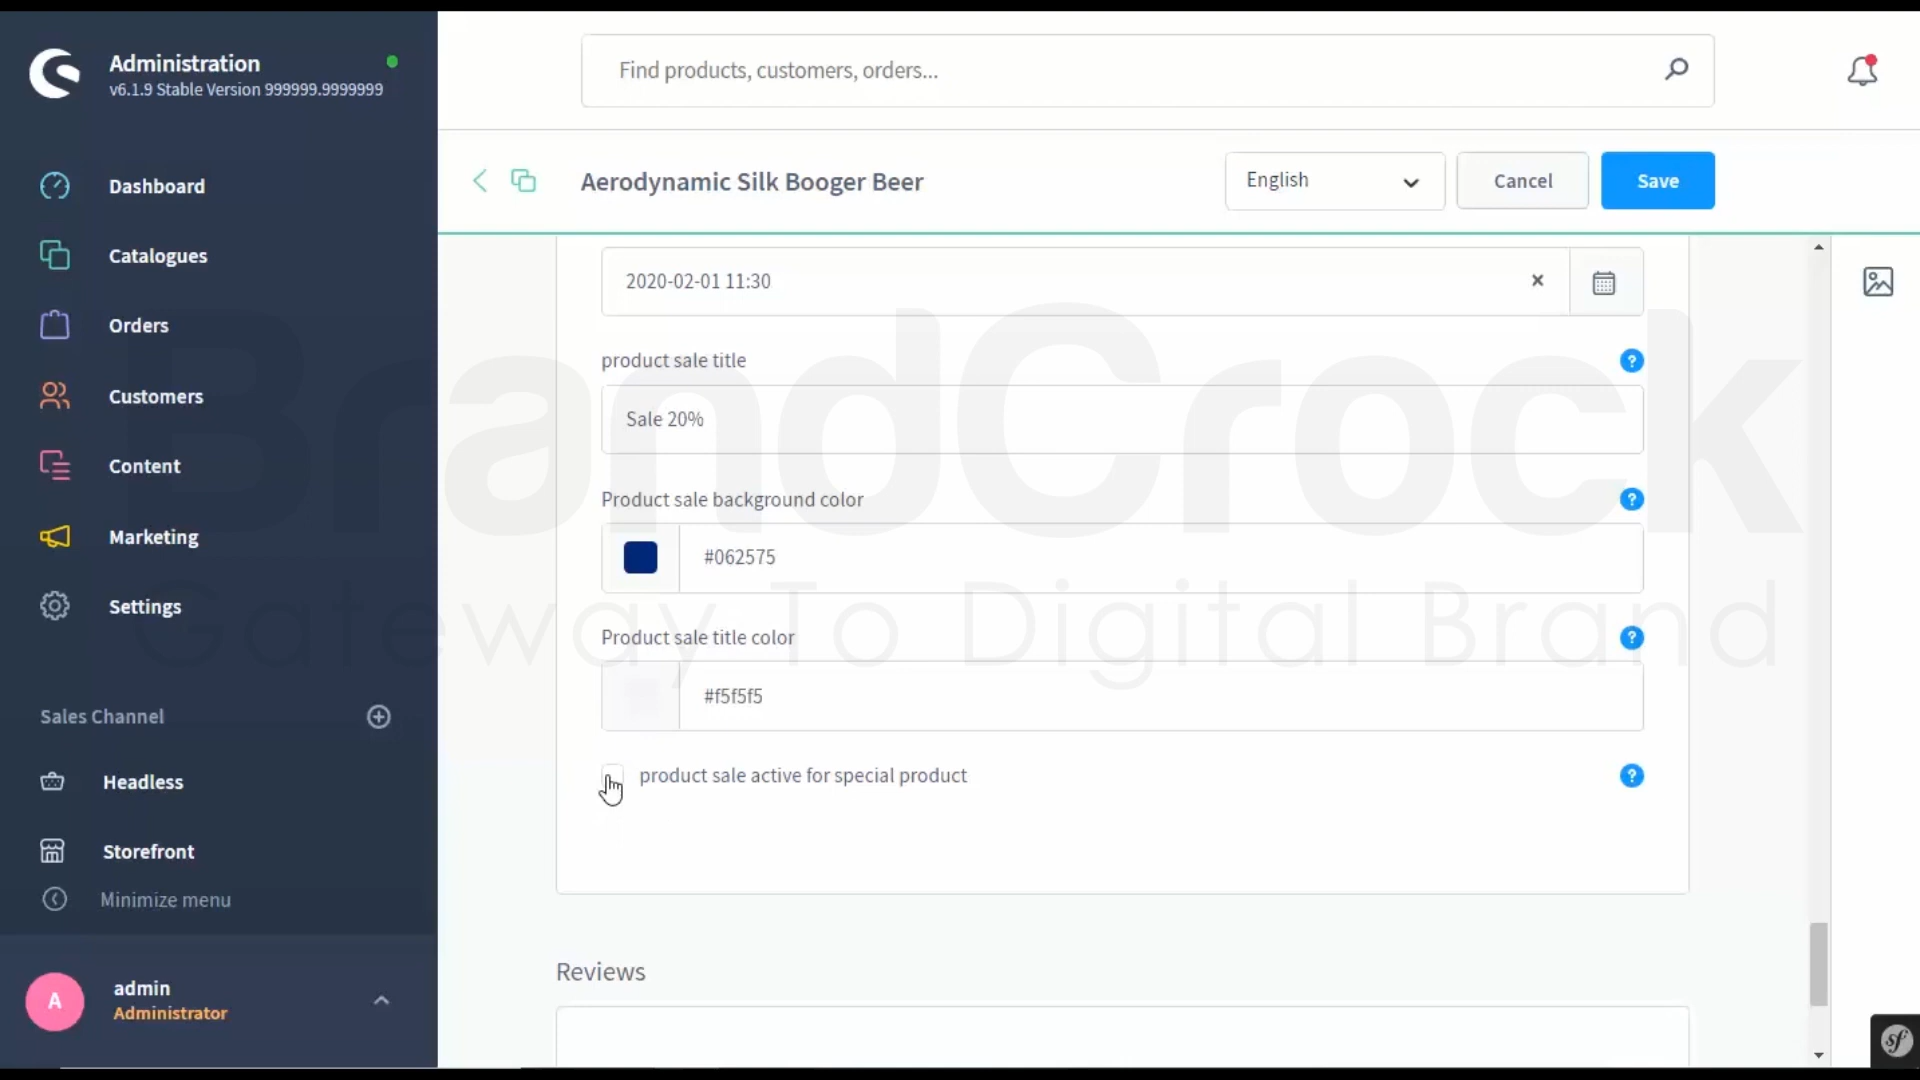 Administration
v6.1.9 Stable Version 999999.9999999
Find products, customers, orders...
Aerodynamic Silk Booger Beer
English
Cancel
Save
Dashboard
Catalogues
Orders
Customers
Content
Marketing
Settings
Sales Channel
Headless
Storefront
Minimize menu
A
admin
Administrator
2020-02-01 11:30
product sale title
?
Sale 20%
Product sale background color
?
#062575
Product sale title color
?
#f5f5f5
product sale active for special product
?
Reviews
BrandCrock
Gateway To Digital Brand
sf